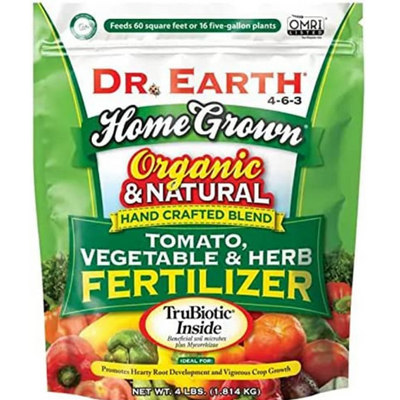 Feeds 60 square feet or 16 five-gallon plants
OMRI
LISTED
DR. EARTH®
4-6-3
Home Grown®
Organic
& NATURAL
HAND CRAFTED BLEND
TOMATO,
VEGETABLE & HERB
FERTILIZER
TruBiotic®
Inside
Beneficial soil microbes
plus Mycorrhizae
IDEAL FOR:
Promotes Hearty Root Development and Vigorous Crop Growth
NET WT. 4 LBS. (1.814 KG)